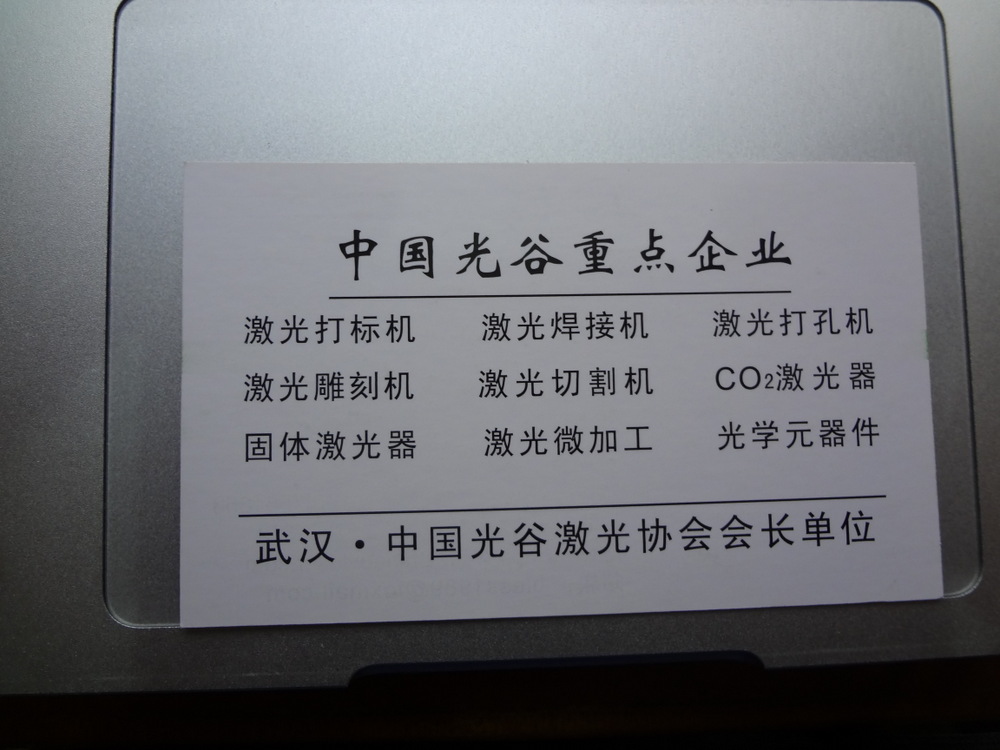 中国光谷重点企业
激光打标机 激光焊接机 激光打孔机
激光雕刻机 激光切割机 CO₂激光器
固体激光器 激光微加工 光学元器件
武汉·中国光谷激光协会会长单位